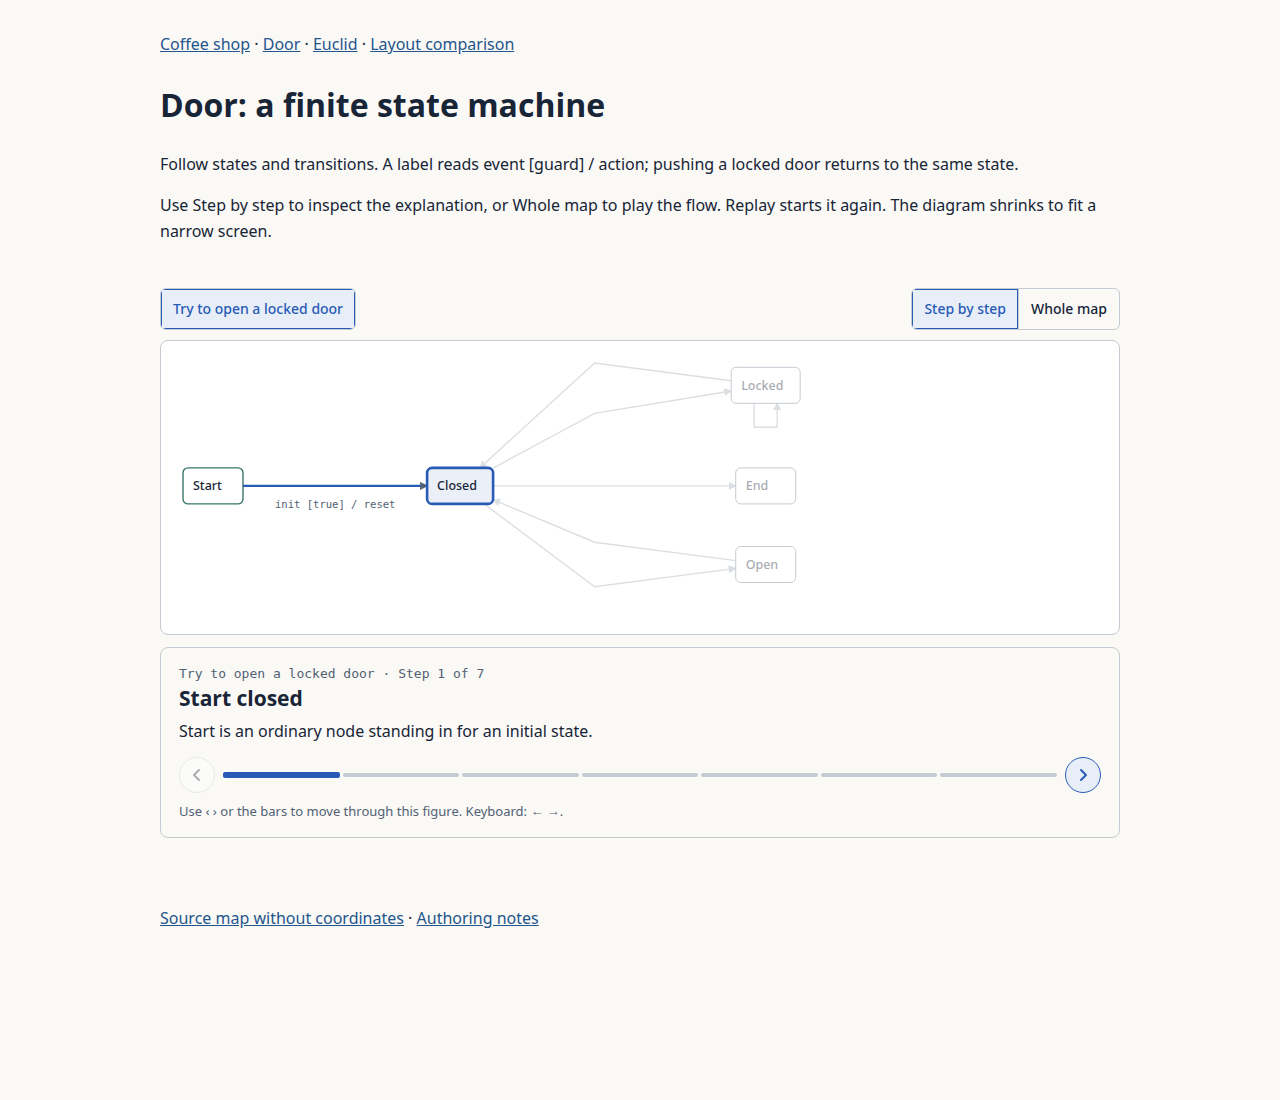 Coffee shop · Door · Euclid · Layout comparison
Door: a finite state machine
Follow states and transitions. A label reads event [guard] / action; pushing a locked door returns to the same state.
Use Step by step to inspect the explanation, or Whole map to play the flow. Replay starts it again. The diagram shrinks to fit a
narrow screen.
Try to open a locked door
Step by step
Whole map
Locked
Start
Closed
End
init [true] / reset
Open
Try to open a locked door · Step 1 of 7
Start closed
Start is an ordinary node standing in for an initial state.
Use ‹ › or the bars to move through this figure. Keyboard: ← →.
Source map without coordinates · Authoring notes